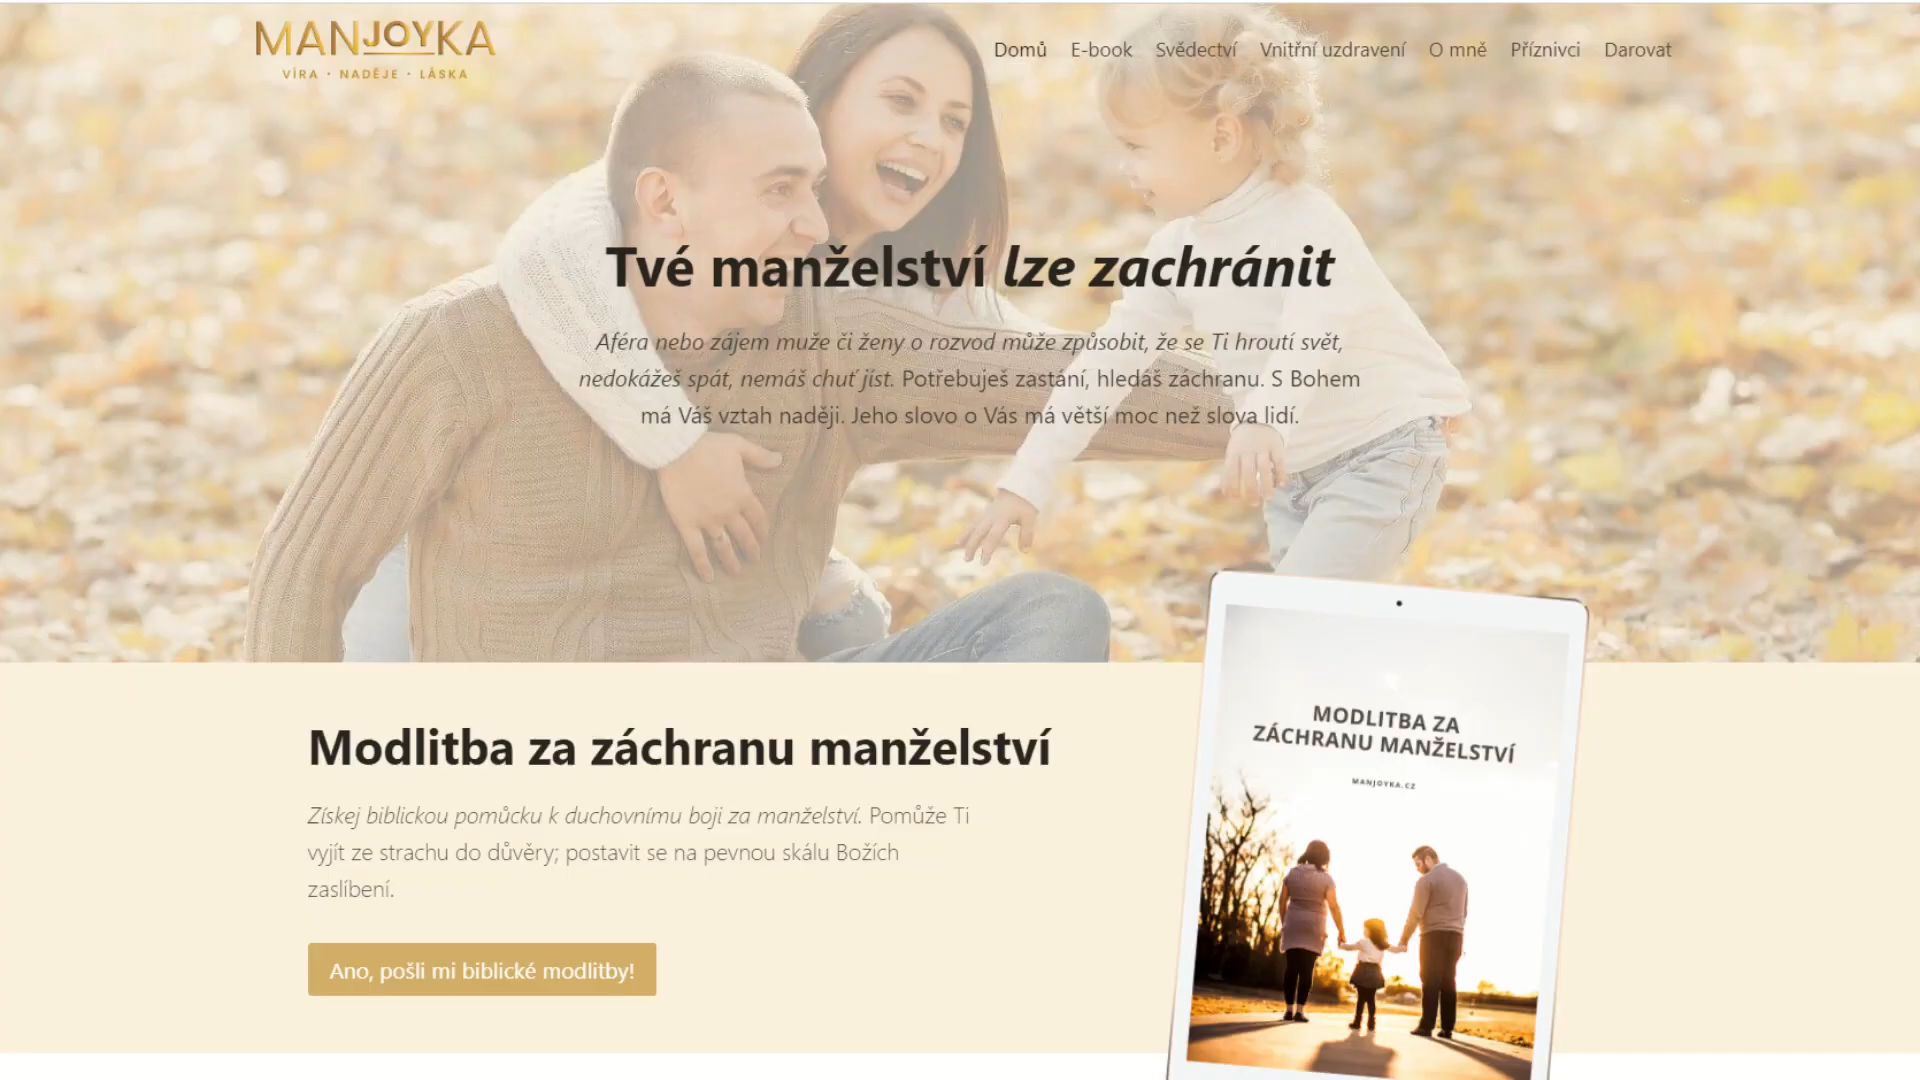 MANJOYKA
VÍRA · NADĚJE · LÁSKA
Domů E-book Svědectví Vnitřní uzdravení O mně Příznivci Darovat
Tvé manželství lze zachránit
Aféra nebo zájem muže či ženy o rozvod může způsobit, že se Ti hroutí svět,
nedokážeš spát, nemáš chuť jíst. Potřebuješ zastání, hledáš záchranu. S Bohem
má Váš vztah naději. Jeho slovo o Vás má větší moc než slova lidí.
Modlitba za záchranu manželství
Získej biblickou pomůcku k duchovnímu boji za manželství. Pomůže Ti
vyjít ze strachu do důvěry; postavit se na pevnou skálu Božích
zaslíbení.
Ano, pošli mi biblické modlitby!
MODLITBA ZA
ZÁCHRANU MANŽELSTVÍ
MANJOYKA.CZ